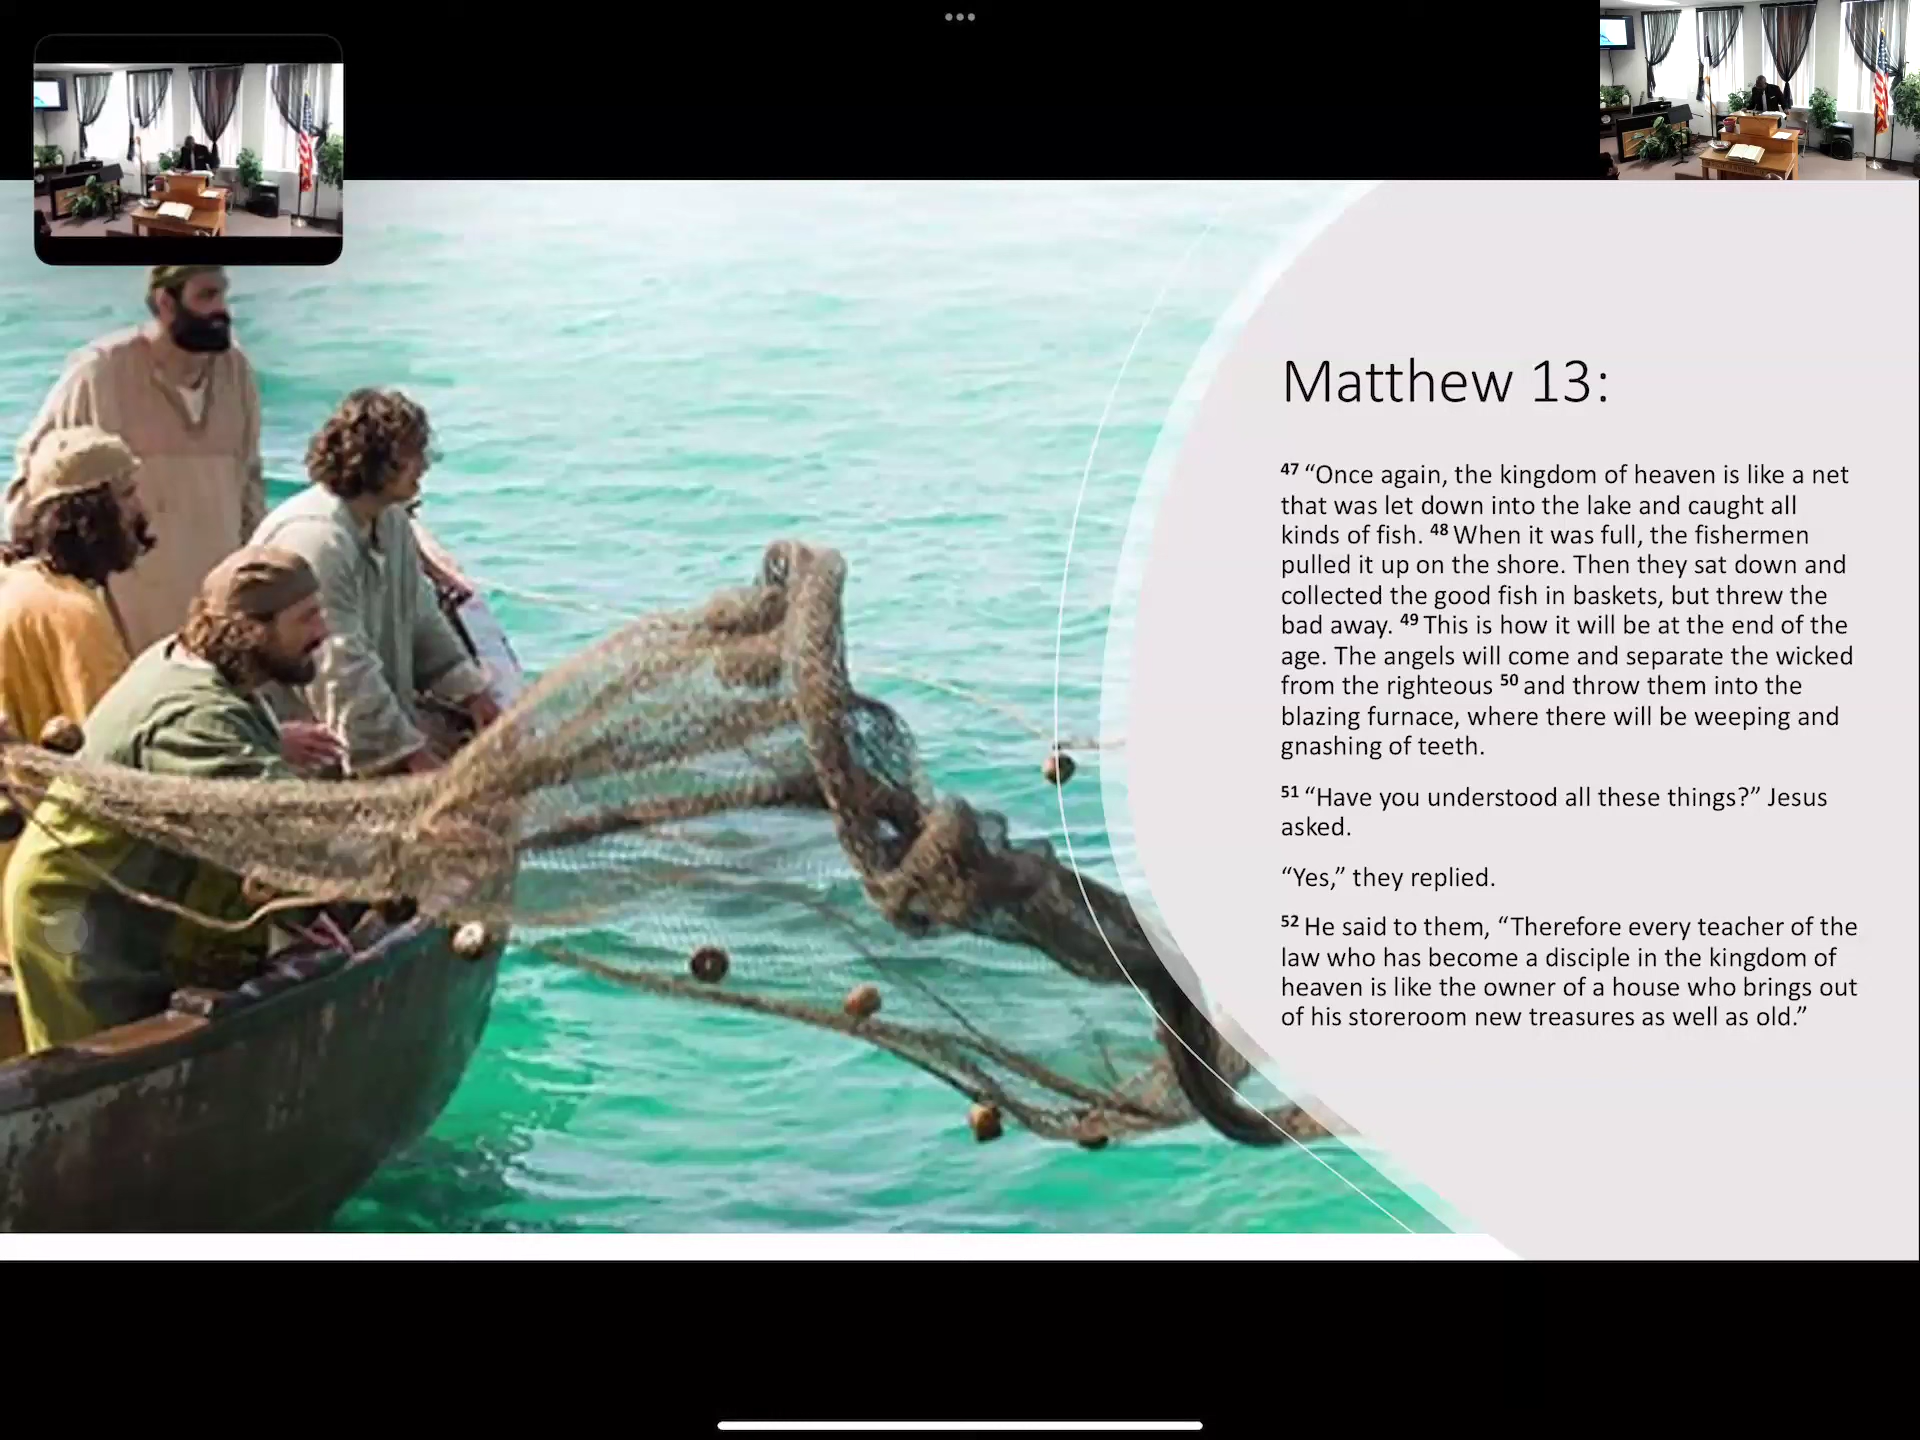 Matthew 13:
47 “Once again, the kingdom of heaven is like a net
that was let down into the lake and caught all
kinds of fish. 48 When it was full, the fishermen
pulled it up on the shore. Then they sat down and
collected the good fish in baskets, but threw the
bad away. 49 This is how it will be at the end of the
age. The angels will come and separate the wicked
from the righteous 50 and throw them into the
blazing furnace, where there will be weeping and
gnashing of teeth.
51 “Have you understood all these things?” Jesus
asked.
“Yes,” they replied.
52 He said to them, “Therefore every teacher of the
law who has become a disciple in the kingdom of
heaven is like the owner of a house who brings out
of his storeroom new treasures as well as old.”